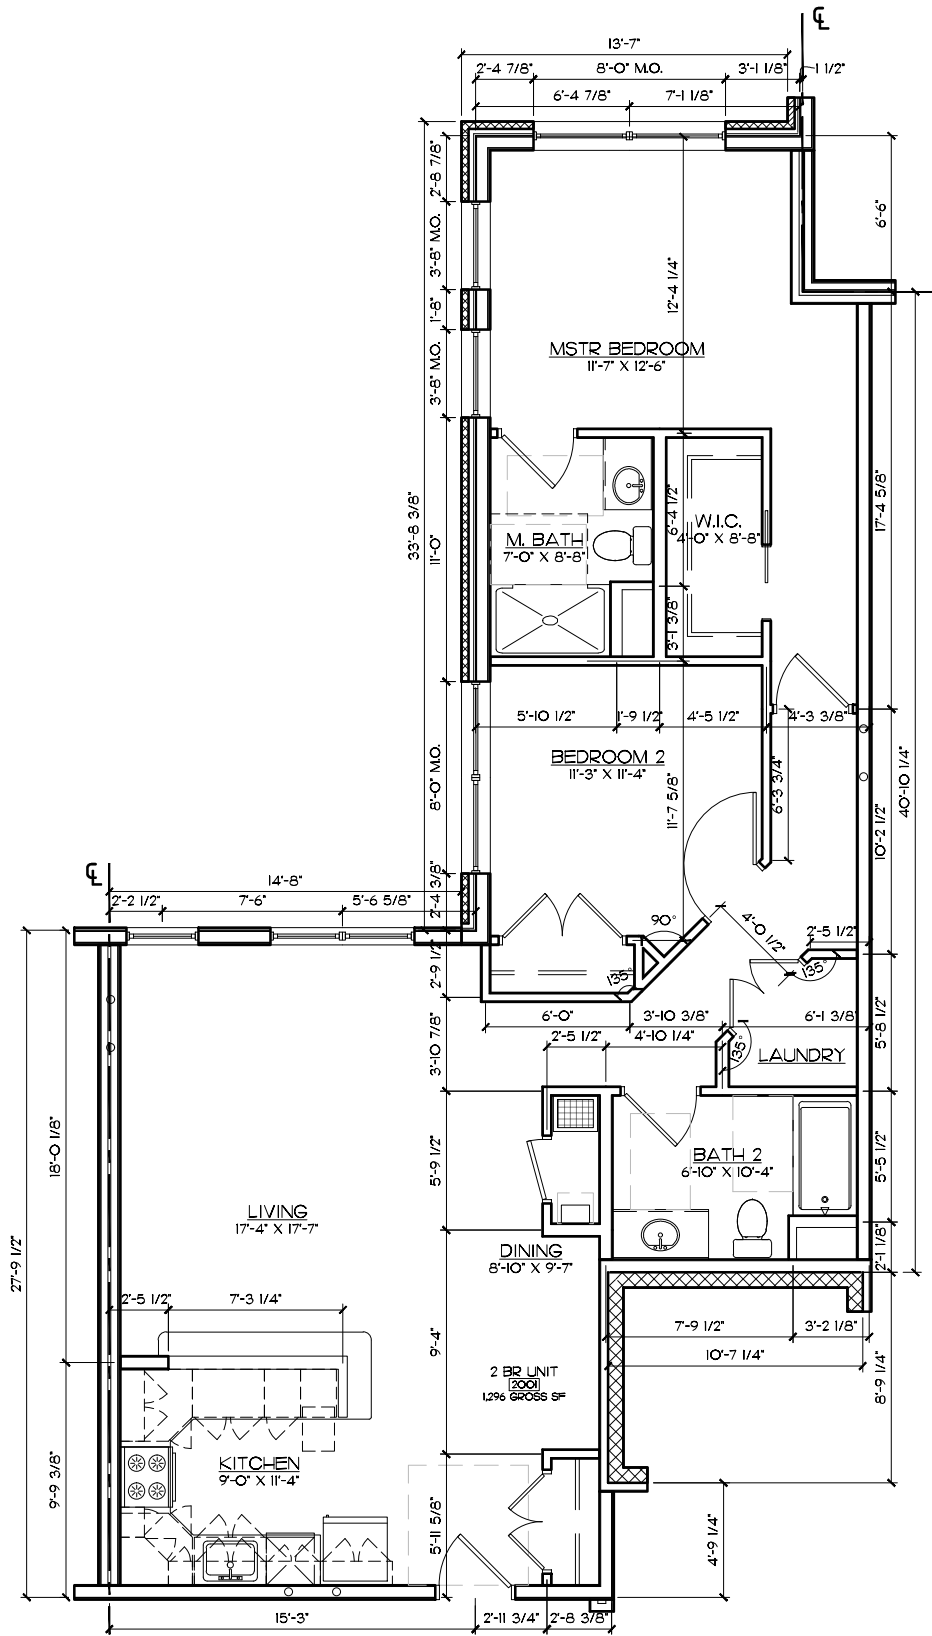 ℄
13'-7"
2'-4 7/8" 8'-0" M.O. 3'-1 1/8" 1 1/2"
6'-4 7/8" 7'-1 1/8"
2'-8 7/8"
6'-6"
3'-8" M.O.
12'-4 1/4"
1'-8"
3'-8" M.O.
MSTR BEDROOM
11'-7" X 12'-6"
33'-8 3/8"
11'-0"
17'-4 5/8"
6'-4 1/2"
W.I.C.
4'-0" X 8'-8"
M. BATH
7'-0" X 8'-8"
3'-1 3/8"
5'-10 1/2" 1'-9 1/2" 4'-5 1/2" 4'-3 3/8"
BEDROOM 2
11'-3" X 11'-4"
8'-0" M.O.
11'-7 5/8"
6'-3 3/4"
40'-10 1/4"
10'-2 1/2"
℄
14'-8"
2'-4 3/8"
2'-2 1/2" 7'-6" 5'-6 5/8"
90°
4'-0 1/2"
2'-5 1/2"
2'-9 1/2"
135°
135°
6'-0" 3'-10 3/8" 6'-1 3/8"
5'-8 1/2"
2'-5 1/2" 4'-10 1/4"
3'-10 7/8"
135°
LAUNDRY
18'-0 1/8"
5'-9 1/2"
BATH 2
6'-10" X 10'-4"
5'-5 1/2"
LIVING
17'-4" X 17'-7"
DINING
8'-10" X 9'-7"
2'-1 1/8"
27'-9 1/2"
2'-5 1/2" 7'-3 1/4"
7'-9 1/2" 3'-2 1/8"
9'-4"
10'-7 1/4"
8'-9 1/4"
2 BR UNIT
2001
1,296 GROSS SF
KITCHEN
9'-0" X 11'-4"
9'-9 3/8"
5'-11 5/8"
4'-9 1/4"
15'-3" 2'-11 3/4" 2'-8 3/8"